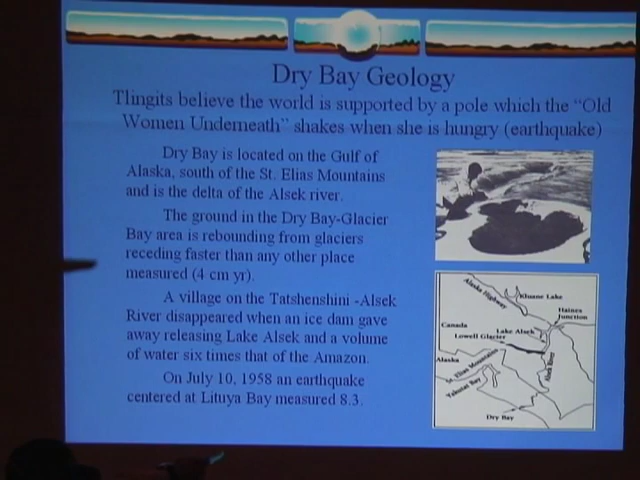 Dry Bay Geology
Tlingits believe the world is supported by a pole which the "Old
Women Underneath" shakes when she is hungry (earthquake)
Dry Bay is located on the Gulf of
Alaska, south of the St. Elias Mountains
and is the delta of the Alsek river.
The ground in the Dry Bay-Glacier
Bay area is rebounding from glaciers
receding faster than any other place
measured (4 cm yr).
A village on the Tatshenshini -Alsek
River disappeared when an ice dam gave
away releasing Lake Alsek and a volume
of water six times that of the Amazon.
On July 10, 1958 an earthquake
centered at Lituya Bay measured 8.3.
Alaska Highway
Kluane Lake
Haines
Junction
Canada
Lake Alsek
Lowell Glacier
Alaska
St. Elias Mountains
Alsek River
Yakutat Bay
Dry Bay